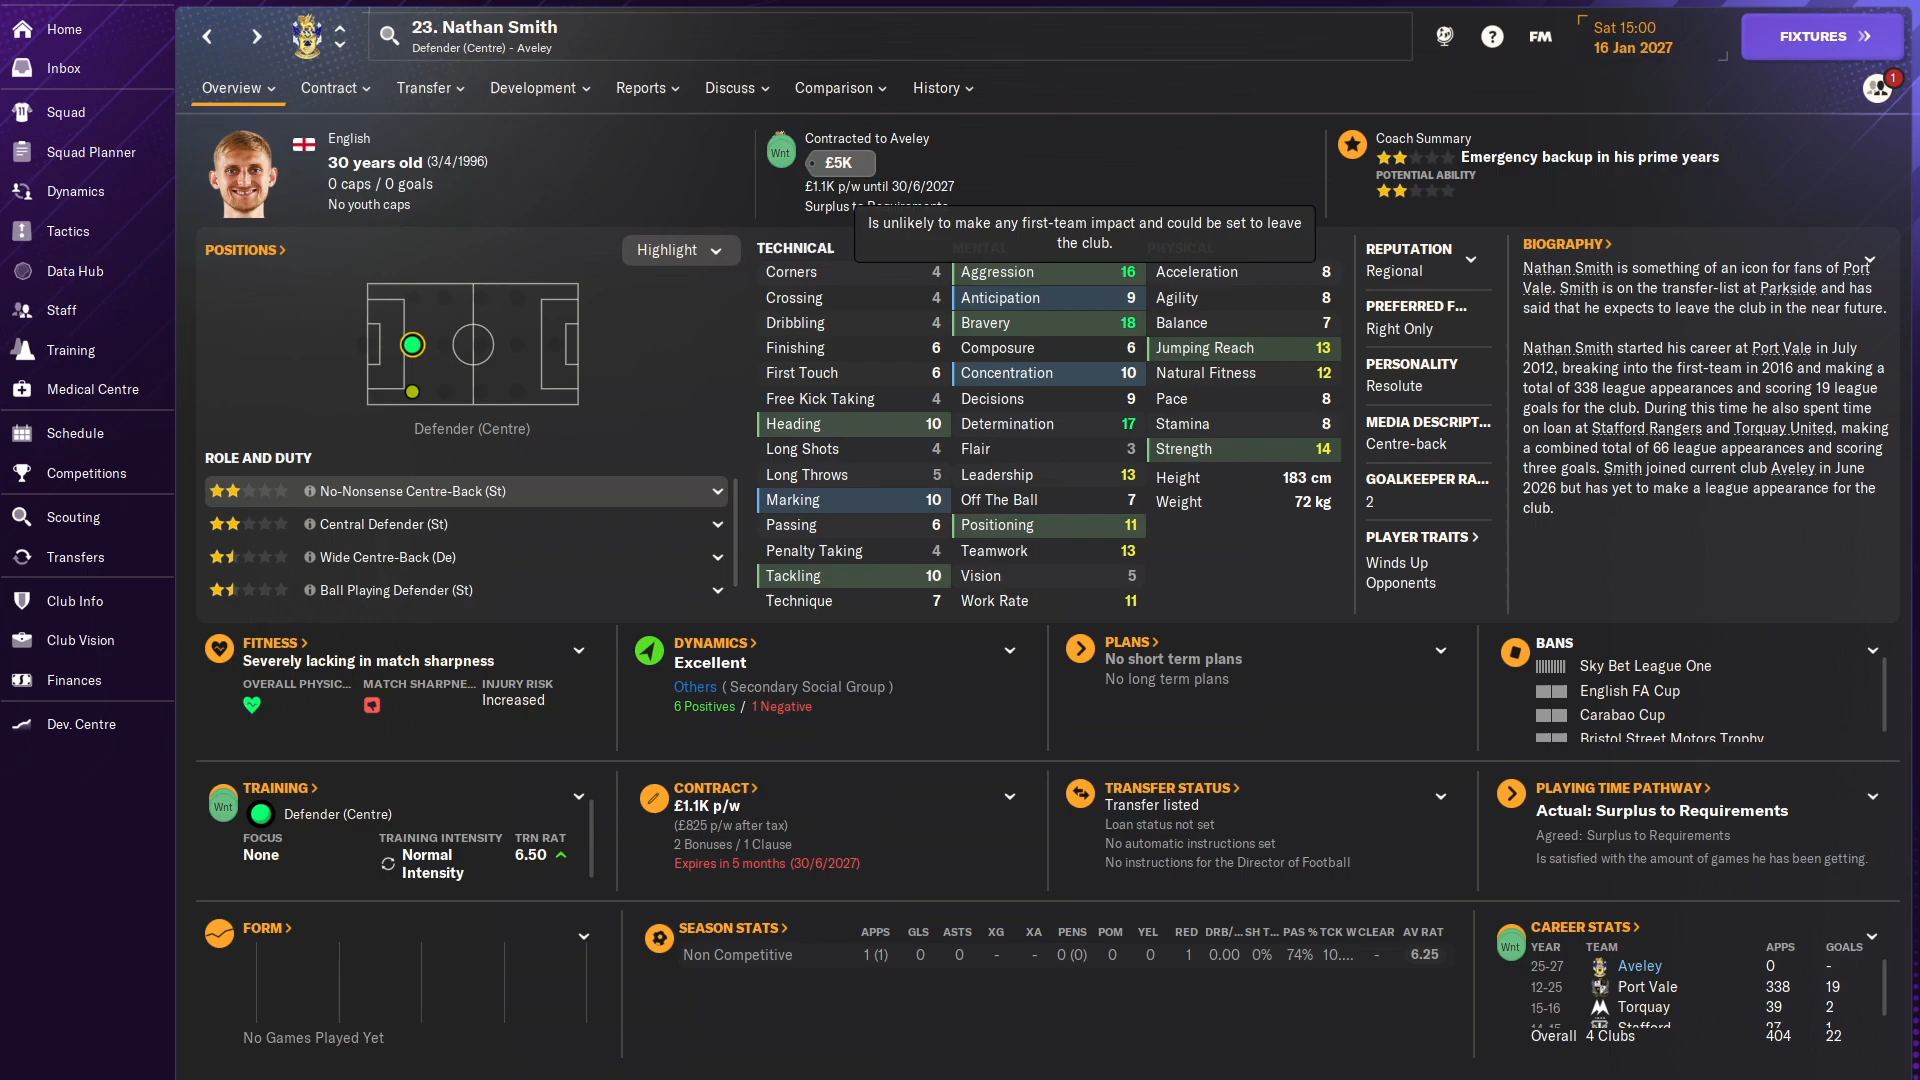 Home
Inbox
Squad
Squad Planner
Dynamics
Tactics
Data Hub
Staff
Training
Medical Centre
Schedule
Competitions
Scouting
Transfers
Club Info
Club Vision
Finances
Dev. Centre
23. Nathan Smith
Defender (Centre) - Aveley
FM
Sat 15:00
16 Jan 2027
FIXTURES
1
Overview
Contract
Transfer
Development
Reports
Discuss
Comparison
History
English
30 years old (3/4/1996)
0 caps / 0 goals
No youth caps
Wnt
Contracted to Aveley
£5K
£1.1K p/w until 30/6/2027
Surplus to Requirements
Is unlikely to make any first-team impact and could be set to leave
the club.
Coach Summary
Emergency backup in his prime years
POTENTIAL ABILITY
POSITIONS
Highlight
Defender (Centre)
ROLE AND DUTY
No-Nonsense Centre-Back (St)
Central Defender (St)
Wide Centre-Back (De)
Ball Playing Defender (St)
TECHNICAL
Corners 4
Crossing 4
Dribbling 4
Finishing 6
First Touch 6
Free Kick Taking 4
Heading 10
Long Shots 4
Long Throws 5
Marking 10
Passing 6
Penalty Taking 4
Tackling 10
Technique 7
MENTAL
Aggression 16
Anticipation 9
Bravery 18
Composure 6
Concentration 10
Decisions 9
Determination 17
Flair 3
Leadership 13
Off The Ball 7
Positioning 11
Teamwork 13
Vision 5
Work Rate 11
PHYSICAL
Acceleration 8
Agility 8
Balance 7
Jumping Reach 13
Natural Fitness 12
Pace 8
Stamina 8
Strength 14
Height 183 cm
Weight 72 kg
REPUTATION
Regional
PREFERRED F...
Right Only
PERSONALITY
Resolute
MEDIA DESCRIPT...
Centre-back
GOALKEEPER RA...
2
PLAYER TRAITS
Winds Up
Opponents
BIOGRAPHY
Nathan Smith is something of an icon for fans of Port
Vale. Smith is on the transfer-list at Parkside and has
said that he expects to leave the club in the near future.
Nathan Smith started his career at Port Vale in July
2012, breaking into the first-team in 2016 and making a
total of 338 league appearances and scoring 19 league
goals for the club. During this time he also spent time
on loan at Stafford Rangers and Torquay United, making
a combined total of 66 league appearances and scoring
three goals. Smith joined current club Aveley in June
2026 but has yet to make a league appearance for the
club.
FITNESS
Severely lacking in match sharpness
OVERALL PHYSIC... MATCH SHARPNE... INJURY RISK
Increased
DYNAMICS
Excellent
Others ( Secondary Social Group )
6 Positives / 1 Negative
PLANS
No short term plans
No long term plans
BANS
Sky Bet League One
English FA Cup
Carabao Cup
Bristol Street Motors Trophy
Wnt
TRAINING
Defender (Centre)
FOCUS TRAINING INTENSITY TRN RAT
None Normal 6.50
Intensity
CONTRACT
£1.1K p/w
(£825 p/w after tax)
2 Bonuses / 1 Clause
Expires in 5 months (30/6/2027)
TRANSFER STATUS
Transfer listed
Loan status not set
No automatic instructions set
No instructions for the Director of Football
PLAYING TIME PATHWAY
Actual: Surplus to Requirements
Agreed: Surplus to Requirements
Is satisfied with the amount of games he has been getting.
FORM
No Games Played Yet
SEASON STATS APPS GLS ASTS XG XA PENS POM YEL RED DRB/... SH T... PAS % TCK W CLEAR AV RAT
Non Competitive 1 (1) 0 0 - - 0 (0) 0 0 1 0.00 0% 74% 10.... - 6.25
Wnt
CAREER STATS
YEAR TEAM APPS GOALS
25-27 Aveley 0 -
12-25 Port Vale 338 19
15-16 Torquay 39 2
14-15 Stafford 27 1
Overall 4 Clubs 404 22